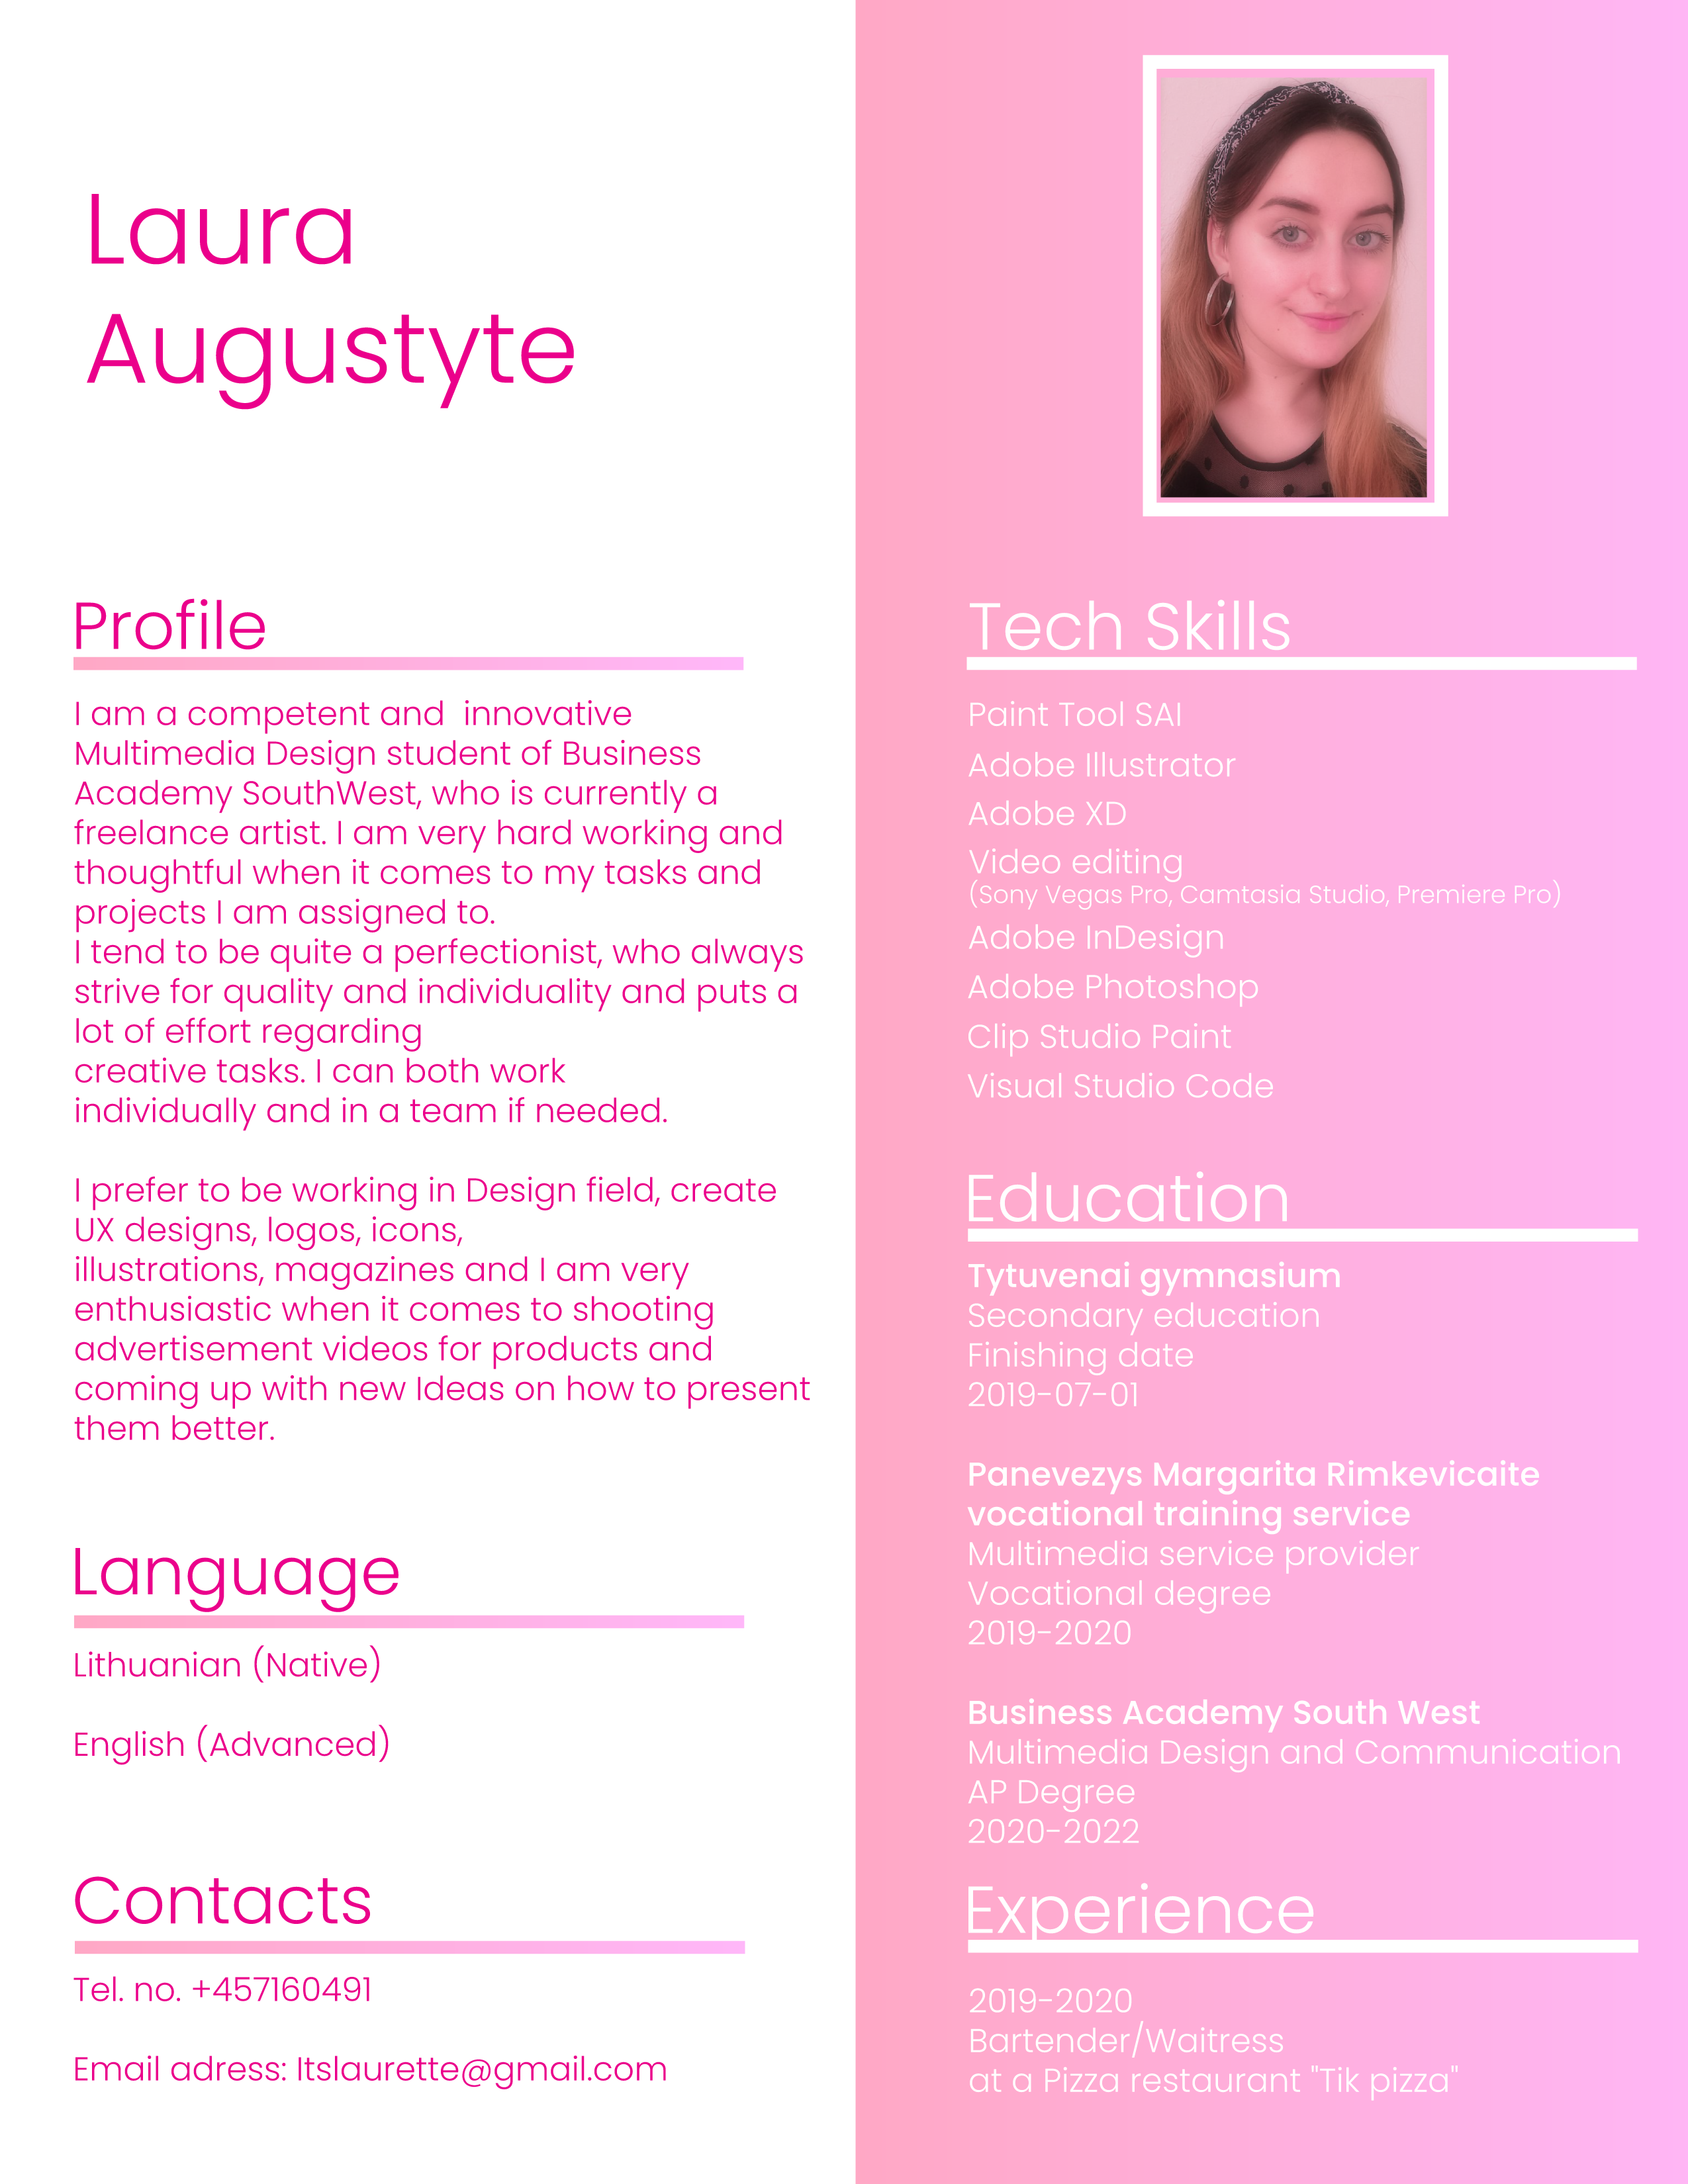 Laura
Augustyte
Profile
I am a competent and  innovative
Multimedia Design student of Business
Academy SouthWest, who is currently a
freelance artist. I am very hard working and
thoughtful when it comes to my tasks and
projects I am assigned to.
I tend to be quite a perfectionist, who always
strive for quality and individuality and puts a
lot of effort regarding
creative tasks. I can both work
individually and in a team if needed.
I prefer to be working in Design field, create
UX designs, logos, icons,
illustrations, magazines and I am very
enthusiastic when it comes to shooting
advertisement videos for products and
coming up with new Ideas on how to present
them better.
Language
Lithuanian (Native)
English (Advanced)
Contacts
Tel. no. +457160491
Email adress: Itslaurette@gmail.com
Tech Skills
Paint Tool SAI
Adobe Illustrator
Adobe XD
Video editing
(Sony Vegas Pro, Camtasia Studio, Premiere Pro)
Adobe InDesign
Adobe Photoshop
Clip Studio Paint
Visual Studio Code
Education
Tytuvenai gymnasium
Secondary education
Finishing date
2019-07-01
Panevezys Margarita Rimkevicaite
vocational training service
Multimedia service provider
Vocational degree
2019-2020
Business Academy South West
Multimedia Design and Communication
AP Degree
2020-2022
Experience
2019-2020
Bartender/Waitress
at a Pizza restaurant "Tik pizza"